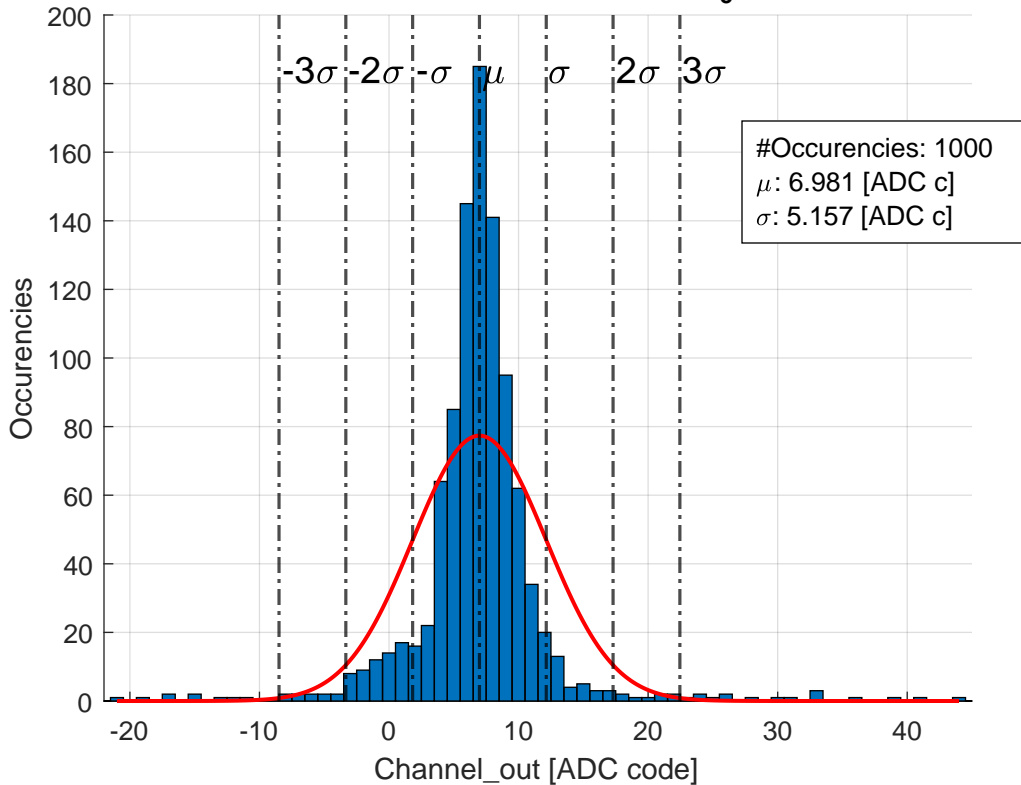 200
180
160
140
120
100
80
60
40
20
0
-3σ -2σ -σ μ σ 2σ 3σ
#Occurencies: 1000
μ: 6.981 [ADC c]
σ: 5.157 [ADC c]
Occurencies
-20 -10 0 10 20 30 40
Channel_out [ADC code]